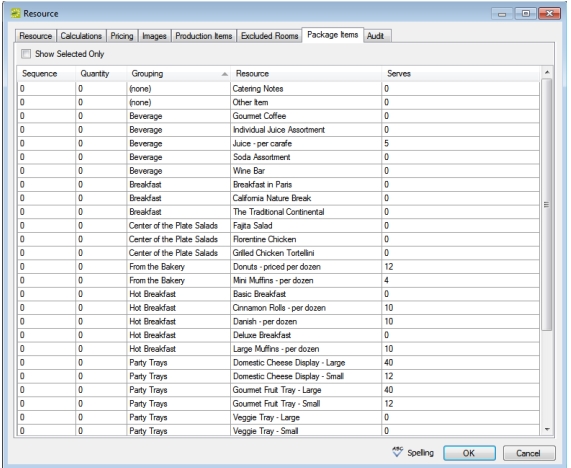 Resource
Resource Calculations Pricing Images Production Items Excluded Rooms Package Items Audit
Show Selected Only
Sequence Quantity Grouping Resource Serves
0 0 (none) Catering Notes 0
0 0 (none) Other Item 0
0 0 Beverage Gourmet Coffee 0
0 0 Beverage Individual Juice Assortment 0
0 0 Beverage Juice - per carafe 5
0 0 Beverage Soda Assortment 0
0 0 Beverage Wine Bar 0
0 0 Breakfast Breakfast in Paris 0
0 0 Breakfast California Nature Break 0
0 0 Breakfast The Traditional Continental 0
0 0 Center of the Plate Salads Fajita Salad 0
0 0 Center of the Plate Salads Florentine Chicken 0
0 0 Center of the Plate Salads Grilled Chicken Tortellini 0
0 0 From the Bakery Donuts - priced per dozen 12
0 0 From the Bakery Mini Muffins - per dozen 4
0 0 Hot Breakfast Basic Breakfast 0
0 0 Hot Breakfast Cinnamon Rolls - per dozen 10
0 0 Hot Breakfast Danish - per dozen 10
0 0 Hot Breakfast Deluxe Breakfast 0
0 0 Hot Breakfast Large Muffins - per dozen 10
0 0 Party Trays Domestic Cheese Display - Large 40
0 0 Party Trays Domestic Cheese Display - Small 12
0 0 Party Trays Gourmet Fruit Tray - Large 40
0 0 Party Trays Gourmet Fruit Tray - Small 12
0 0 Party Trays Veggie Tray - Large 0
0 0 Party Trays Veggie Tray - Small 0
ABC Spelling OK Cancel